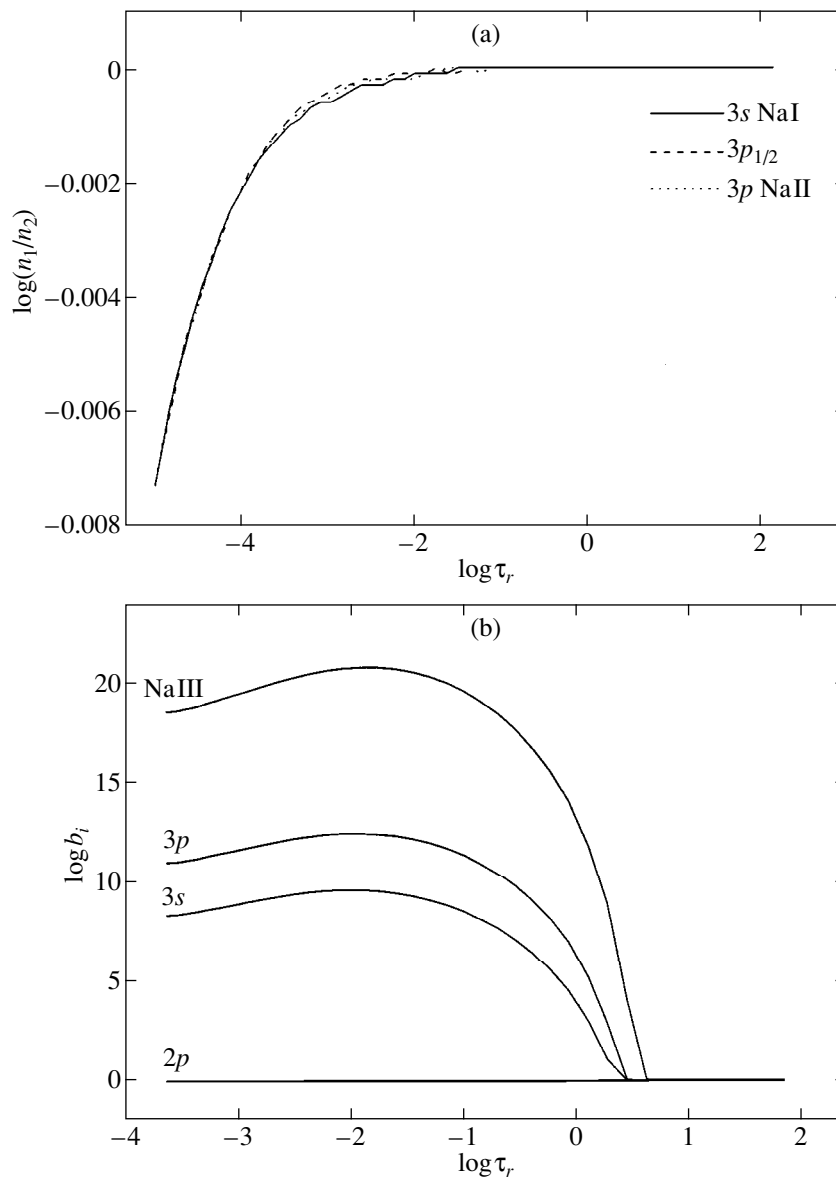 (a)
0
−0.002
−0.004
−0.006
−0.008
log(n₁/n₂)
3s NaI
3p₁/₂
3p NaII
−4
−2
0
2
log τᵣ
(b)
20
15
10
5
0
log bᵢ
NaIII
3p
3s
2p
−4
−3
−2
−1
0
1
2
log τᵣ